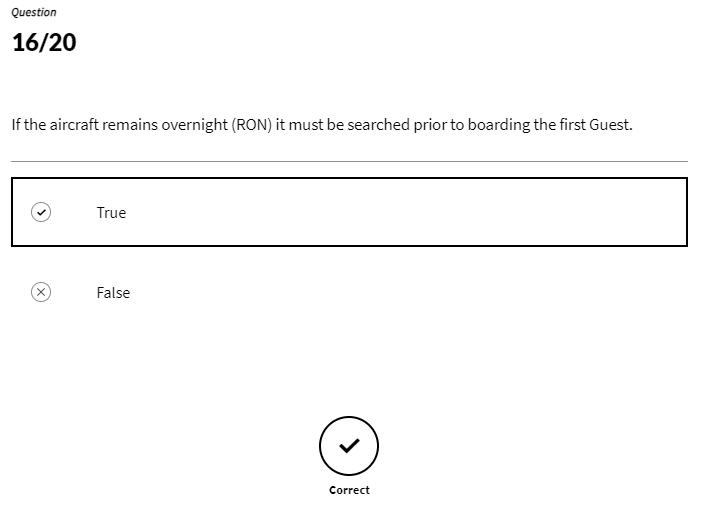 Question
16/20
If the aircraft remains overnight (RON) it must be searched prior to boarding the first Guest.
True
False
Correct